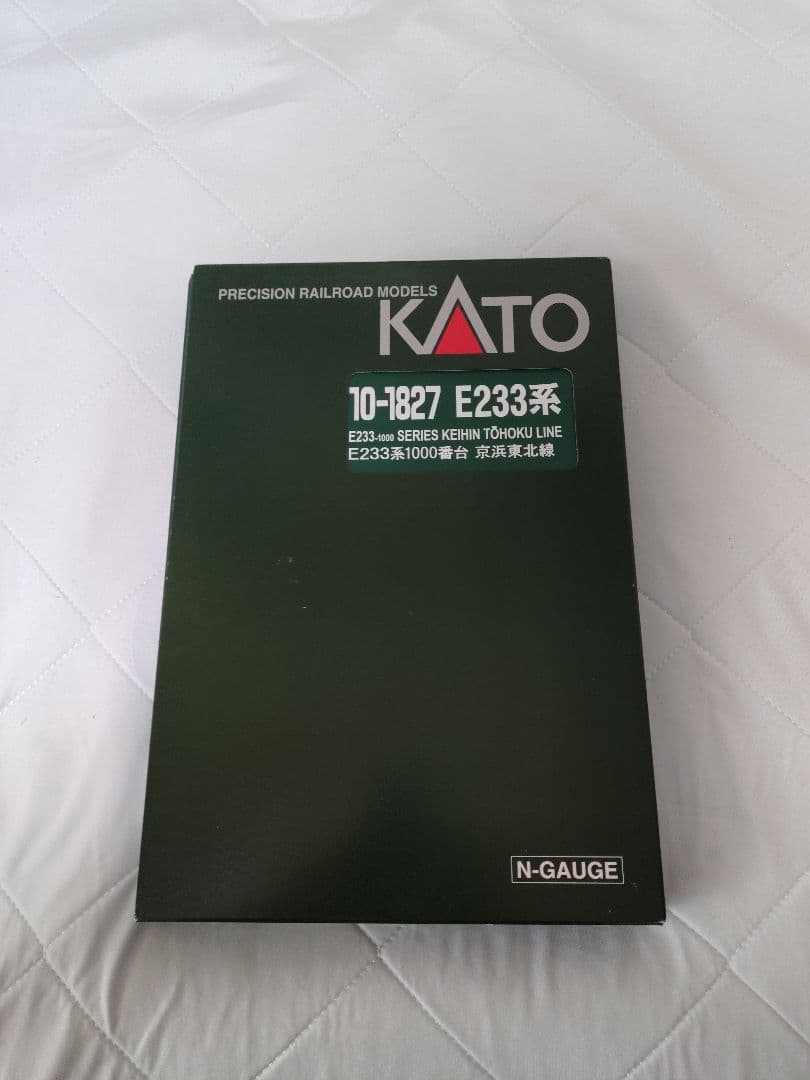 PRECISION RAILROAD MODELS
KATO
10-1827 E233系
E233-1000 SERIES KEIHIN TŌHOKU LINE
E233系1000番台 京浜東北線
N-GAUGE